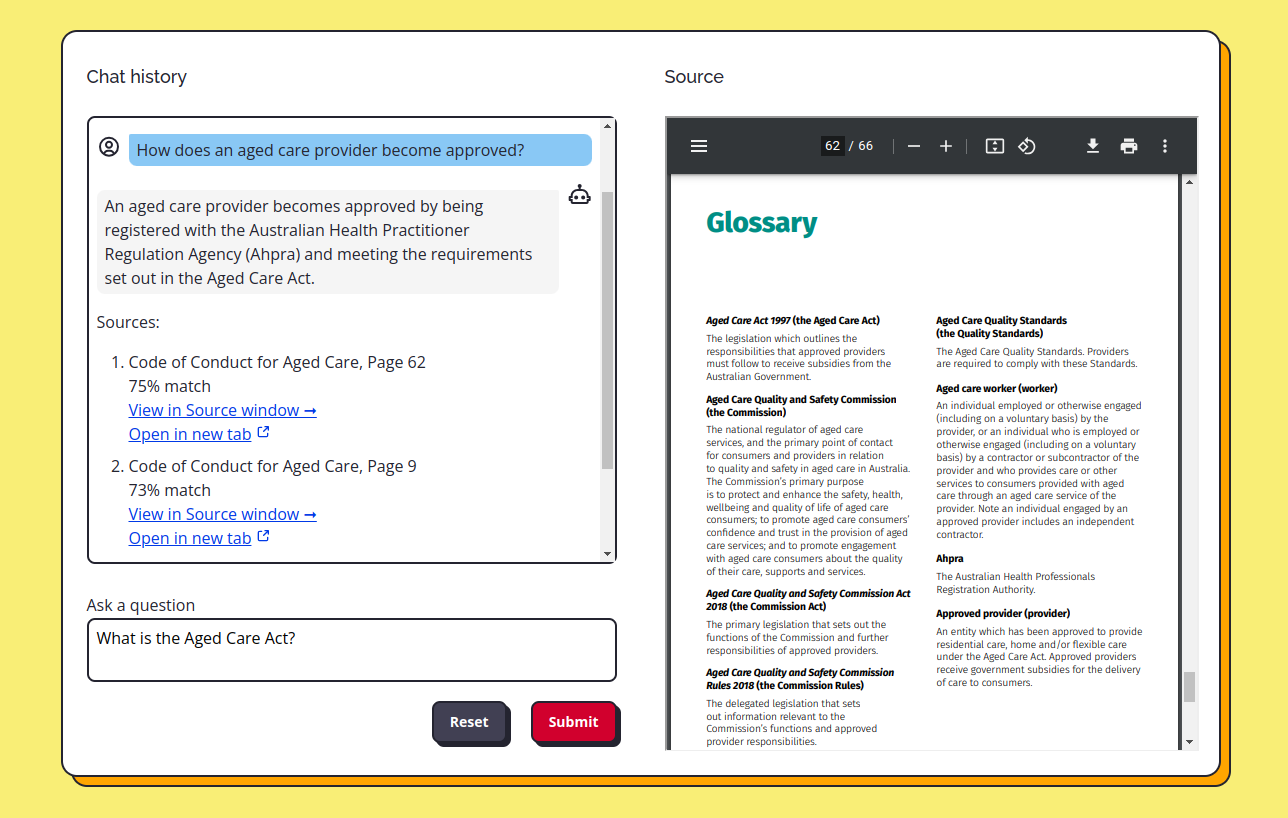 Chat history
How does an aged care provider become approved?
An aged care provider becomes approved by being
registered with the Australian Health Practitioner
Regulation Agency (Ahpra) and meeting the requirements
set out in the Aged Care Act.
Sources:
1. Code of Conduct for Aged Care, Page 62
75% match
View in Source window →
Open in new tab
2. Code of Conduct for Aged Care, Page 9
73% match
View in Source window →
Open in new tab
Ask a question
What is the Aged Care Act?
Reset
Submit
Source
62 / 66
Glossary
Aged Care Act 1997 (the Aged Care Act)
The legislation which outlines the
responsibilities that approved providers
must follow to receive subsidies from the
Australian Government.
Aged Care Quality and Safety Commission
(the Commission)
The national regulator of aged care
services, and the primary point of contact
for consumers and providers in relation
to quality and safety in aged care in Australia.
The Commission's primary purpose
is to protect and enhance the safety, health,
wellbeing and quality of life of aged care
consumers; to promote aged care consumers'
confidence and trust in the provision of aged
care services; and to promote engagement
with aged care consumers about the quality
of their care, supports and services.
Aged Care Quality and Safety Commission Act
2018 (the Commission Act)
The primary legislation that sets out the
functions of the Commission and further
responsibilities of approved providers.
Aged Care Quality and Safety Commission
Rules 2018 (the Commission Rules)
The delegated legislation that sets
out information relevant to the
Commission's functions and approved
provider responsibilities.
Aged Care Quality Standards
(the Quality Standards)
The Aged Care Quality Standards. Providers
are required to comply with these Standards.
Aged care worker (worker)
An individual employed or otherwise engaged
(including on a voluntary basis) by the
provider, or an individual who is employed or
otherwise engaged (including on a voluntary
basis) by a contractor or subcontractor of the
provider and who provides care or other
services to consumers provided with aged
care through an aged care service of the
provider. Note an individual engaged by an
approved provider includes an independent
contractor.
Ahpra
The Australian Health Professionals
Registration Authority.
Approved provider (provider)
An entity which has been approved to provide
residential care, home and/or flexible care
under the Aged Care Act. Approved providers
receive government subsidies for the delivery
of care to consumers.